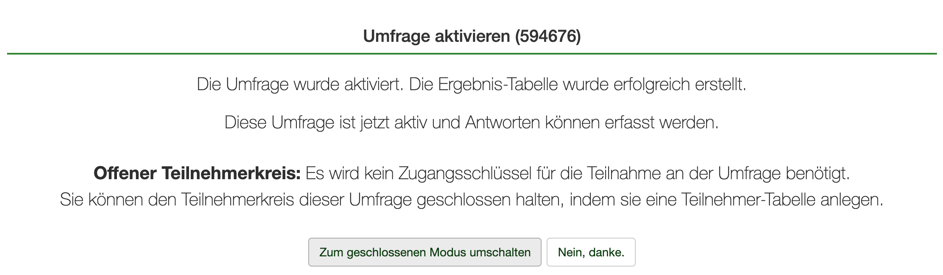 Umfrage aktivieren (594676)
Die Umfrage wurde aktiviert. Die Ergebnis-Tabelle wurde erfolgreich erstellt.
Diese Umfrage ist jetzt aktiv und Antworten können erfasst werden.
Offener Teilnehmerkreis: Es wird kein Zugangsschlüssel für die Teilnahme an der Umfrage benötigt.
Sie können den Teilnehmerkreis dieser Umfrage geschlossen halten, indem sie eine Teilnehmer-Tabelle anlegen.
Zum geschlossenen Modus umschalten Nein, danke.